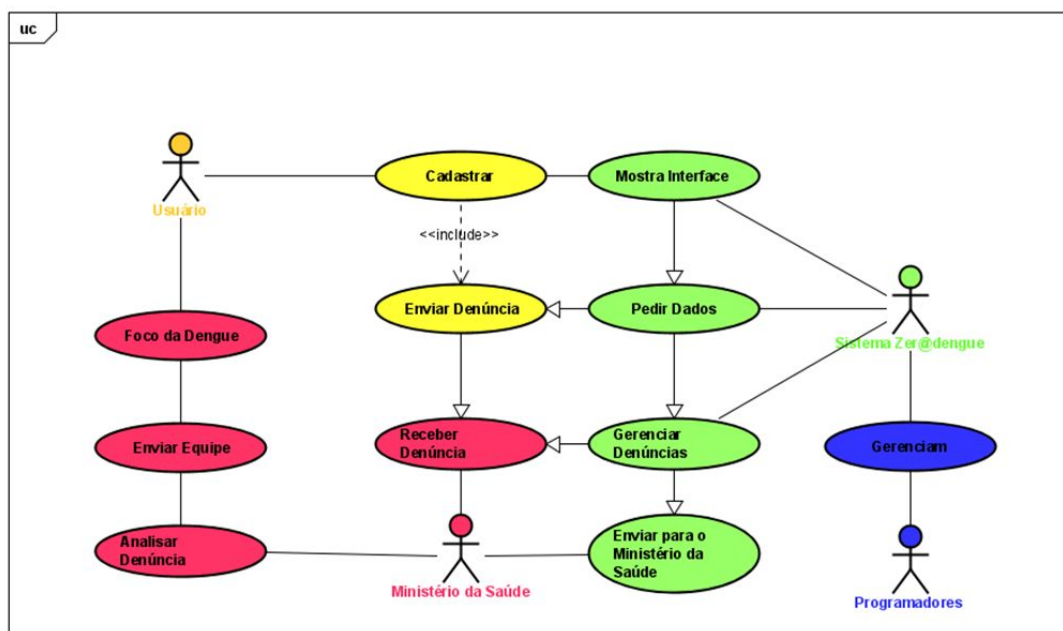 uc
Cadastrar
Mostra Interface
Usuário
<<include>>
Enviar Denúncia
Pedir Dados
Foco da Dengue
Sistema Zer@dengue
Enviar Equipe
Receber
Denúncia
Gerenciar
Denúncias
Gerenciam
Analisar
Denúncia
Enviar para o
Ministério da
Saúde
Ministério da Saúde
Programadores